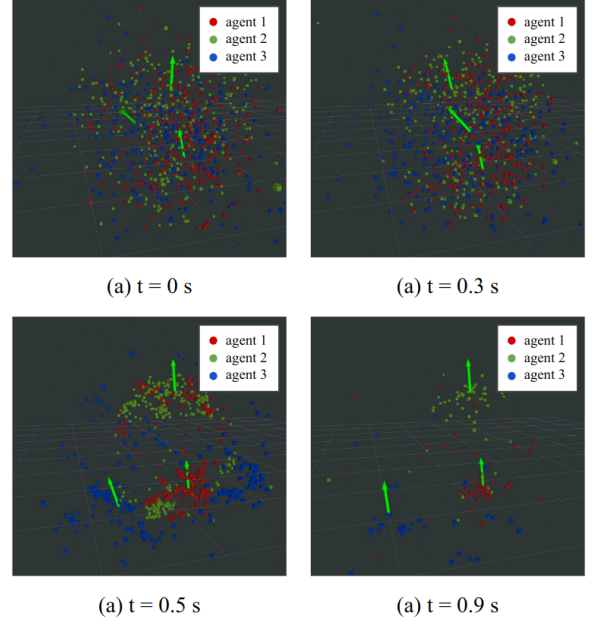 agent 1
agent 2
agent 3
agent 1
agent 2
agent 3
(a) t = 0 s
(a) t = 0.3 s
agent 1
agent 2
agent 3
agent 1
agent 2
agent 3
(a) t = 0.5 s
(a) t = 0.9 s